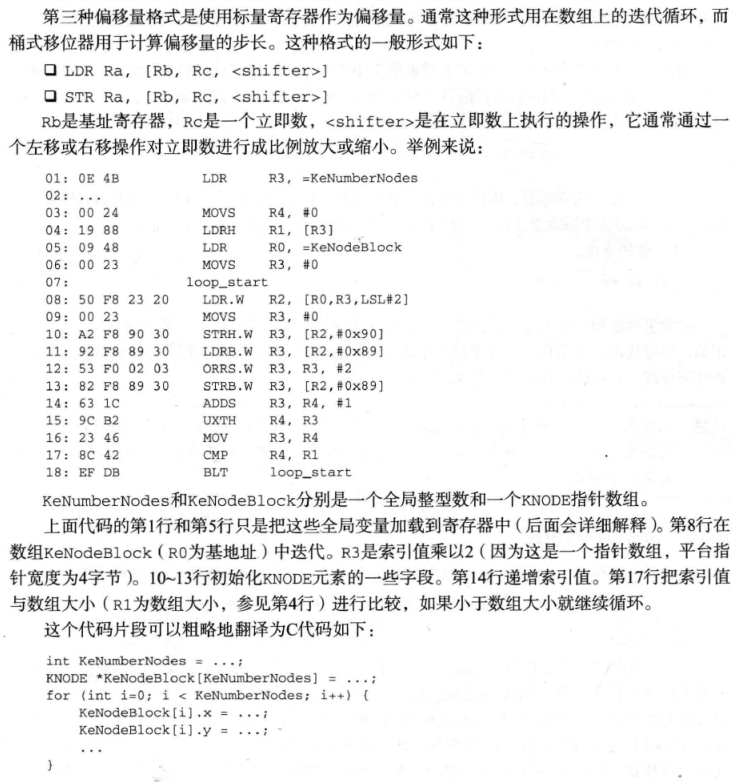 第三种偏移量格式是使用标量寄存器作为偏移量。通常这种形式用在数组上的迭代循环，而
桶式移位器用于计算偏移量的步长。这种格式的一般形式如下：
❑ LDR Ra, [Rb, Rc, <shifter>]
❑ STR Ra, [Rb, Rc, <shifter>]
Rb是基址寄存器，Rc是一个立即数，<shifter>是在立即数上执行的操作，它通常通过一
个左移或右移操作对立即数进行成比例放大或缩小。举例来说：
01: 0E 4B LDR R3, =KeNumberNodes
02: ...
03: 00 24 MOVS R4, #0
04: 19 88 LDRH R1, [R3]
05: 09 48 LDR R0, =KeNodeBlock
06: 00 23 MOVS R3, #0
07: loop_start
08: 50 F8 23 20 LDR.W R2, [R0,R3,LSL#2]
09: 00 23 MOVS R3, #0
10: A2 F8 90 30 STRH.W R3, [R2,#0x90]
11: 92 F8 89 30 LDRB.W R3, [R2,#0x89]
12: 53 F0 02 03 ORRS.W R3, R3, #2
13: 82 F8 89 30 STRB.W R3, [R2,#0x89]
14: 63 1C ADDS R3, R4, #1
15: 9C B2 UXTH R4, R3
16: 23 46 MOV R3, R4
17: 8C 42 CMP R4, R1
18: EF DB BLT loop_start
KeNumberNodes和KeNodeBlock分别是一个全局整型数和一个KNODE指针数组。
上面代码的第1行和第5行只是把这些全局变量加载到寄存器中（后面会详细解释）。第8行在
数组KeNodeBlock（R0为基地址）中迭代。R3是索引值乘以2（因为这是一个指针数组，平台指
针宽度为4字节）。10~13行初始化KNODE元素的一些字段。第14行递增索引值。第17行把索引值
与数组大小（R1为数组大小，参见第4行）进行比较，如果小于数组大小就继续循环。
这个代码片段可以粗略地翻译为C代码如下：
int KeNumberNodes = ...;
KNODE *KeNodeBlock[KeNumberNodes] = ...;
for (int i=0; i < KeNumberNodes; i++) {
KeNodeBlock[i].x = ...;
KeNodeBlock[i].y = ...;
...
}